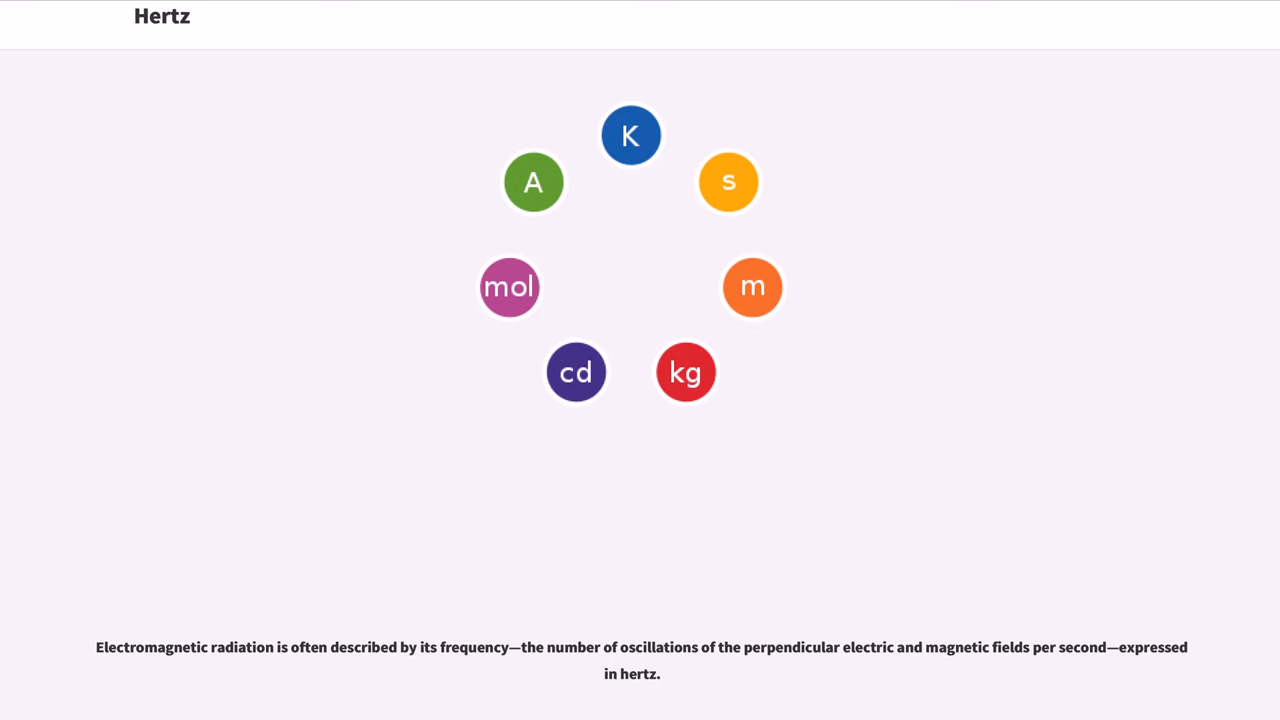 Hertz
K
A
s
mol
m
cd
kg
Electromagnetic radiation is often described by its frequency—the number of oscillations of the perpendicular electric and magnetic fields per second—expressed
in hertz.